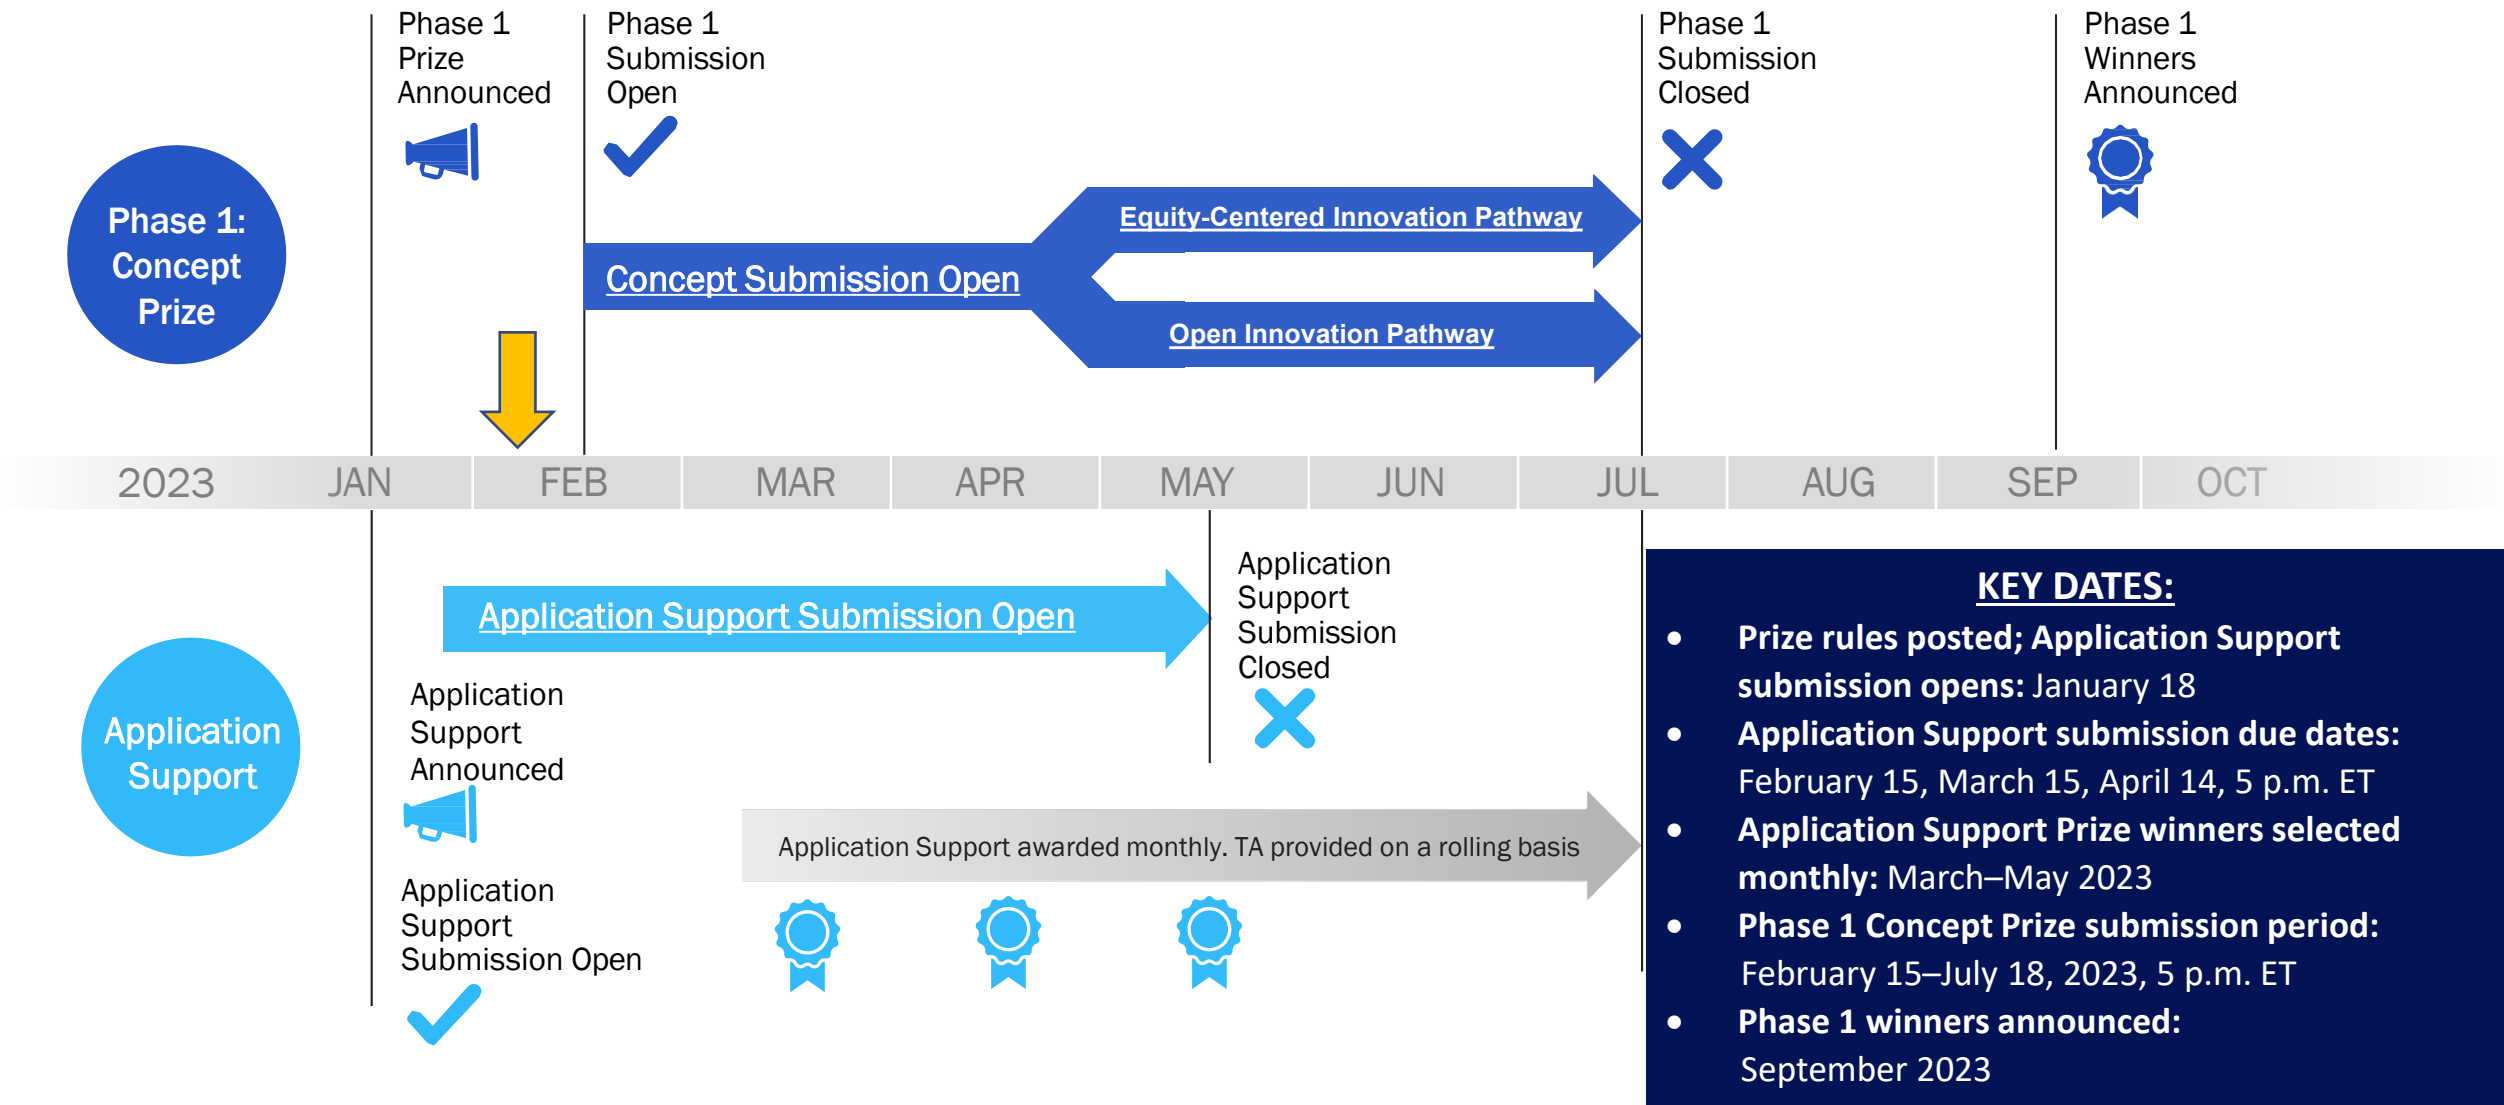 Phase 1
Prize
Announced
Phase 1
Submission
Open
Phase 1
Submission
Closed
Phase 1
Winners
Announced
Phase 1:
Concept
Prize
Equity-Centered Innovation Pathway
Concept Submission Open
Open Innovation Pathway
2023 JAN FEB MAR APR MAY JUN JUL AUG SEP OCT
Application Support Submission Open
Application
Support
Submission
Closed
Application
Support
Application
Support
Announced
Application Support awarded monthly. TA provided on a rolling basis
Application
Support
Submission Open
KEY DATES:
• Prize rules posted; Application Support
submission opens: January 18
• Application Support submission due dates:
February 15, March 15, April 14, 5 p.m. ET
• Application Support Prize winners selected
monthly: March–May 2023
• Phase 1 Concept Prize submission period:
February 15–July 18, 2023, 5 p.m. ET
• Phase 1 winners announced:
September 2023